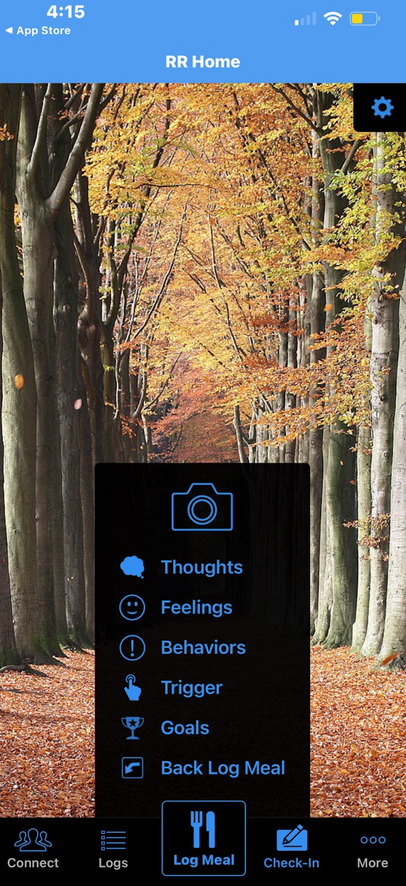 4:15
◀ App Store
RR Home
Thoughts
Feelings
Behaviors
Trigger
Goals
Back Log Meal
Connect
Logs
Log Meal
Check-In
More